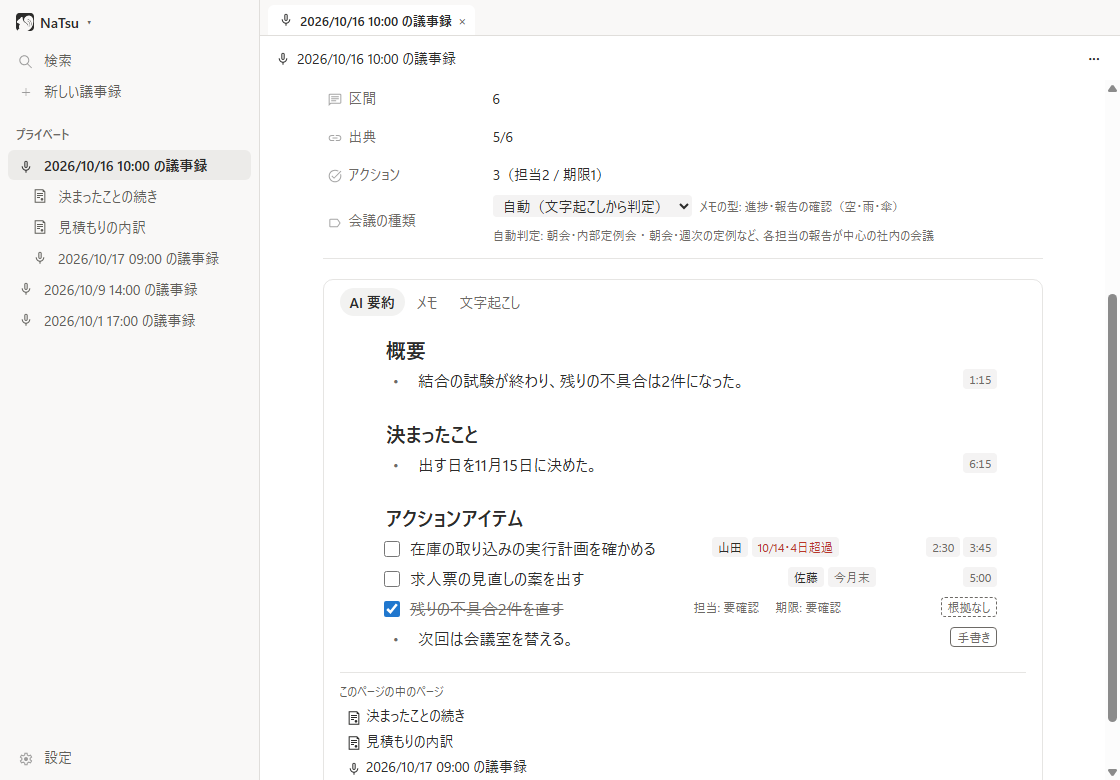 NaTsu
検索
新しい議事録
プライベート
2026/10/16 10:00 の議事録
決まったことの続き
見積もりの内訳
2026/10/17 09:00 の議事録
2026/10/9 14:00 の議事録
2026/10/1 17:00 の議事録
設定
2026/10/16 10:00 の議事録 ×
2026/10/16 10:00 の議事録 ···
区間 6
出典 5/6
アクション 3（担当2 / 期限1）
会議の種類 自動（文字起こしから判定） メモの型: 進捗・報告の確認（空・雨・傘）
自動判定: 朝会・内部定例会 · 朝会・週次の定例など、各担当の報告が中心の社内の会議
AI 要約 メモ 文字起こし
概要
• 結合の試験が終わり、残りの不具合は2件になった。 1:15
決まったこと
• 出す日を11月15日に決めた。 6:15
アクションアイテム
在庫の取り込みの実行計画を確かめる 山田 10/14・4日超過 2:30 3:45
求人票の見直しの案を出す 佐藤 今月末 5:00
残りの不具合2件を直す 担当: 要確認 期限: 要確認 根拠なし
• 次回は会議室を替える。 手書き
このページの中のページ
決まったことの続き
見積もりの内訳
2026/10/17 09:00 の議事録